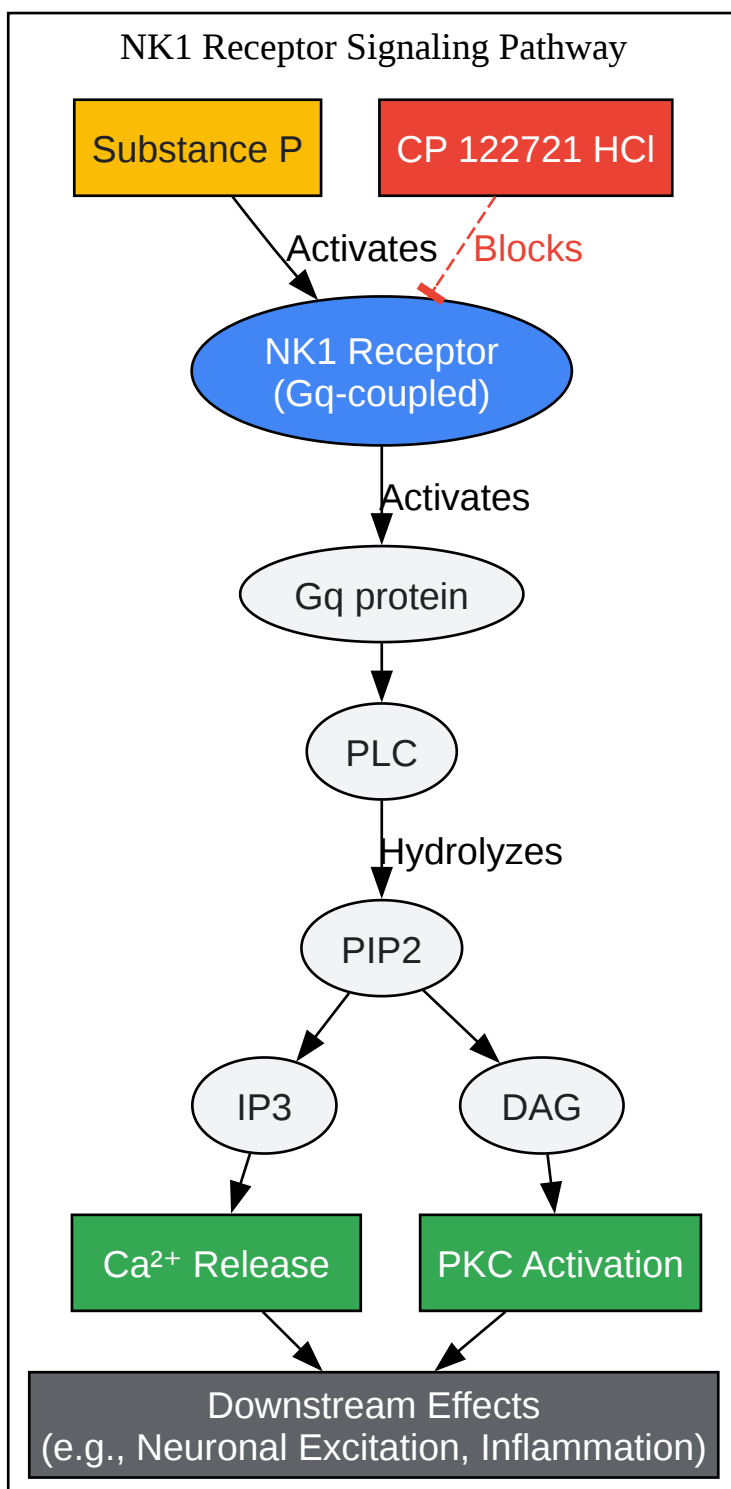 NK1 Receptor Signaling Pathway
Substance P
CP 122721 HCl
Activates
Blocks
NK1 Receptor
(Gq-coupled)
Activates
Gq protein
PLC
Hydrolyzes
PIP2
IP3
DAG
Ca²⁺ Release
PKC Activation
Downstream Effects
(e.g., Neuronal Excitation, Inflammation)